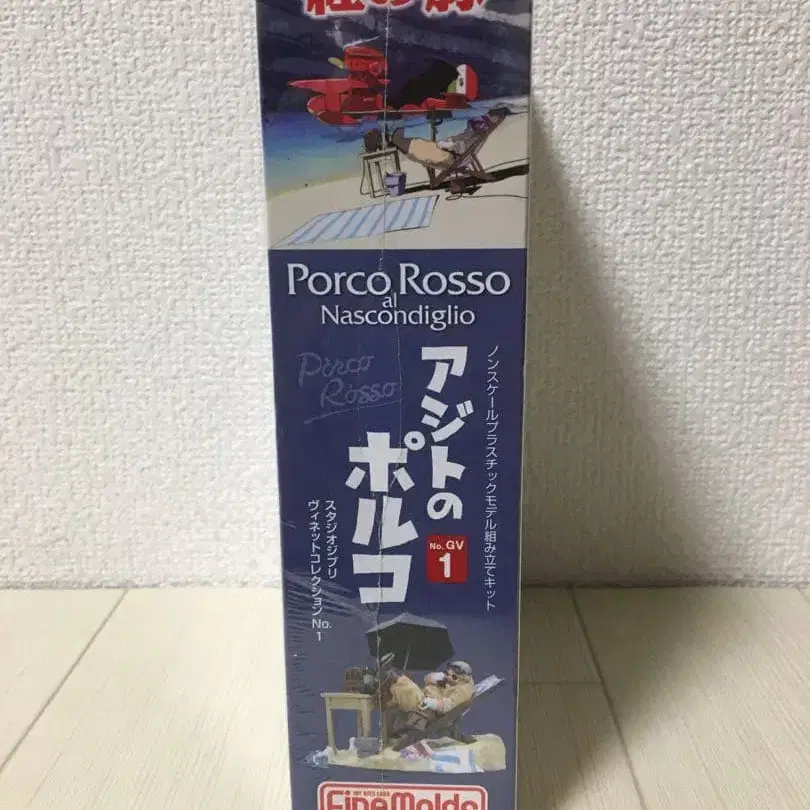 紅の豚
Porco Rosso
al
Nascondiglio
Porco
Rosso
ノンスケールプラスチックモデル組み立てキット
アジトの
ポルコ
No. GV
1
スタジオジブリ
ヴィネットコレクションNo.1
FineMolds